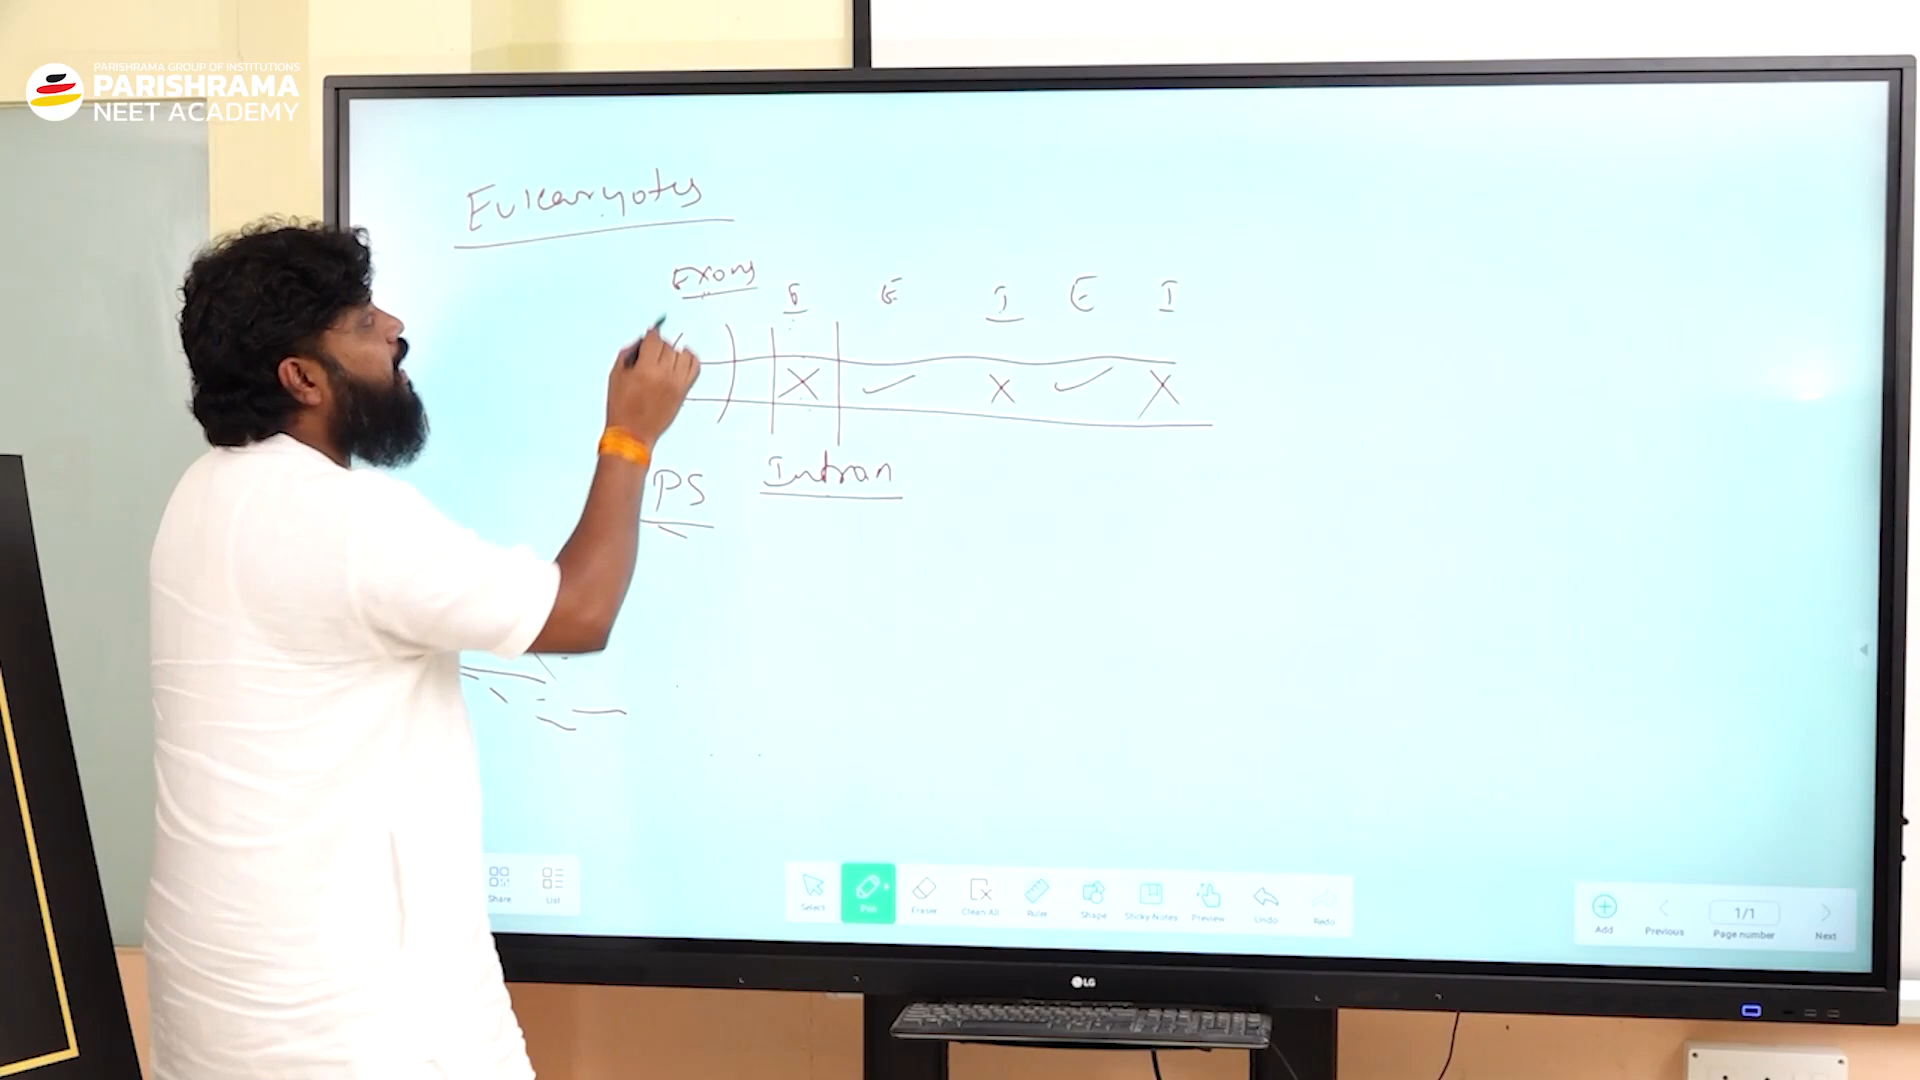 PARISHRAMA GROUP OF INSTITUTIONS
PARISHRAMA
NEET ACADEMY
Eukaryotes
Exons I E I E I
PS Intran
Share List
Select Pen Eraser Clean All Ruler Shape Sticky Notes Preview Undo Redo
Add Previous 1/1 Page number Next
LG